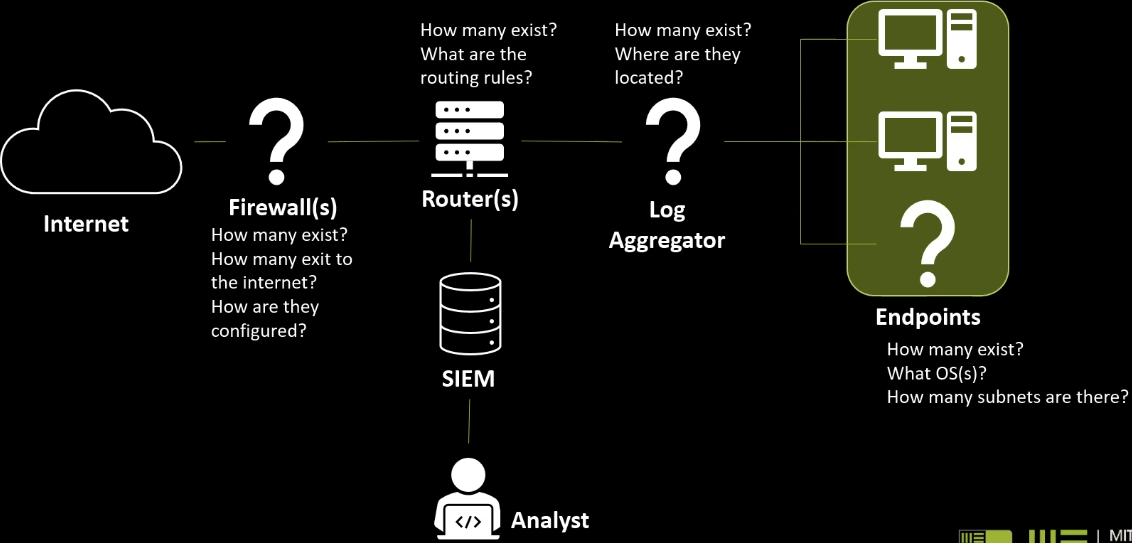 How many exist?
What are the
routing rules?
How many exist?
Where are they
located?
Internet
Firewall(s)
How many exist?
How many exit to
the internet?
How are they
configured?
Router(s)
Log
Aggregator
SIEM
</>
Analyst
Endpoints
How many exist?
What OS(s)?
How many subnets are there?